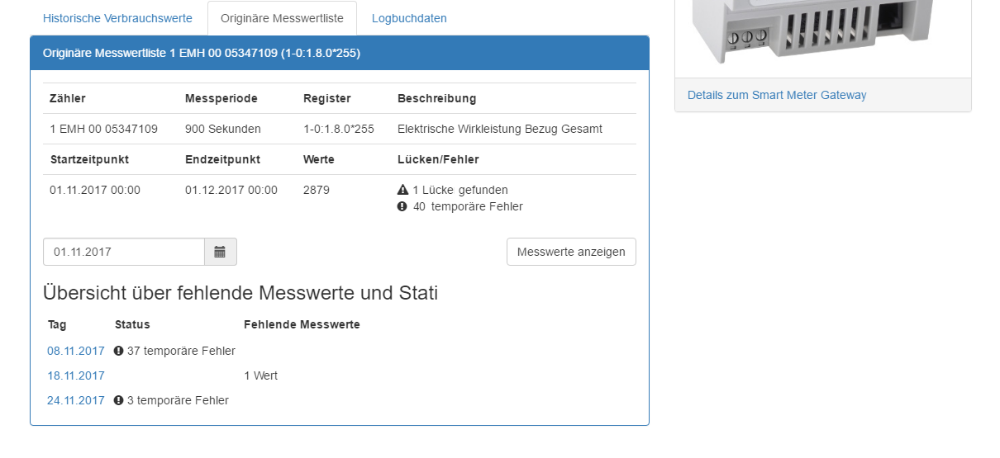 Historische Verbrauchswerte Originäre Messwertliste Logbuchdaten
Originäre Messwertliste 1 EMH 00 05347109 (1-0:1.8.0*255)
Zähler Messperiode Register Beschreibung
1 EMH 00 05347109 900 Sekunden 1-0:1.8.0*255 Elektrische Wirkleistung Bezug Gesamt
Startzeitpunkt Endzeitpunkt Werte Lücken/Fehler
01.11.2017 00:00 01.12.2017 00:00 2879 1 Lücke gefunden
40 temporäre Fehler
01.11.2017 Messwerte anzeigen
Übersicht über fehlende Messwerte und Stati
Tag Status Fehlende Messwerte
08.11.2017 37 temporäre Fehler
18.11.2017 1 Wert
24.11.2017 3 temporäre Fehler
Details zum Smart Meter Gateway